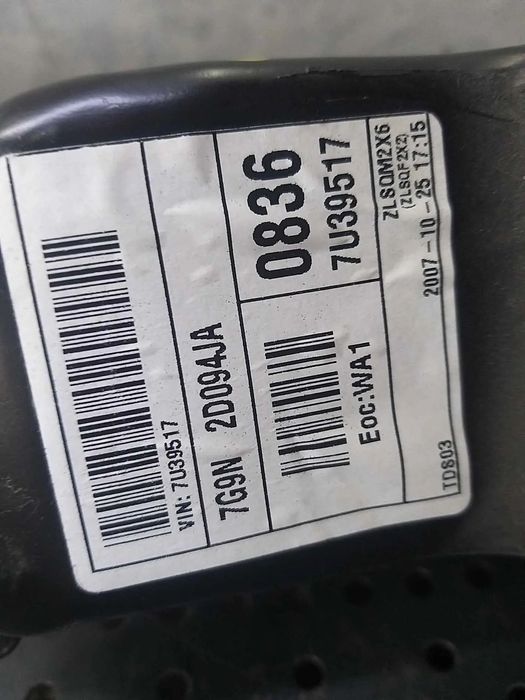 VIN: 7U39517
7G9N 2D094JA
0836
7U39517
Eoc:WA1
ZLSQM2X6
(ZLSQF2X2)
2007-10-25 17:15
TD803